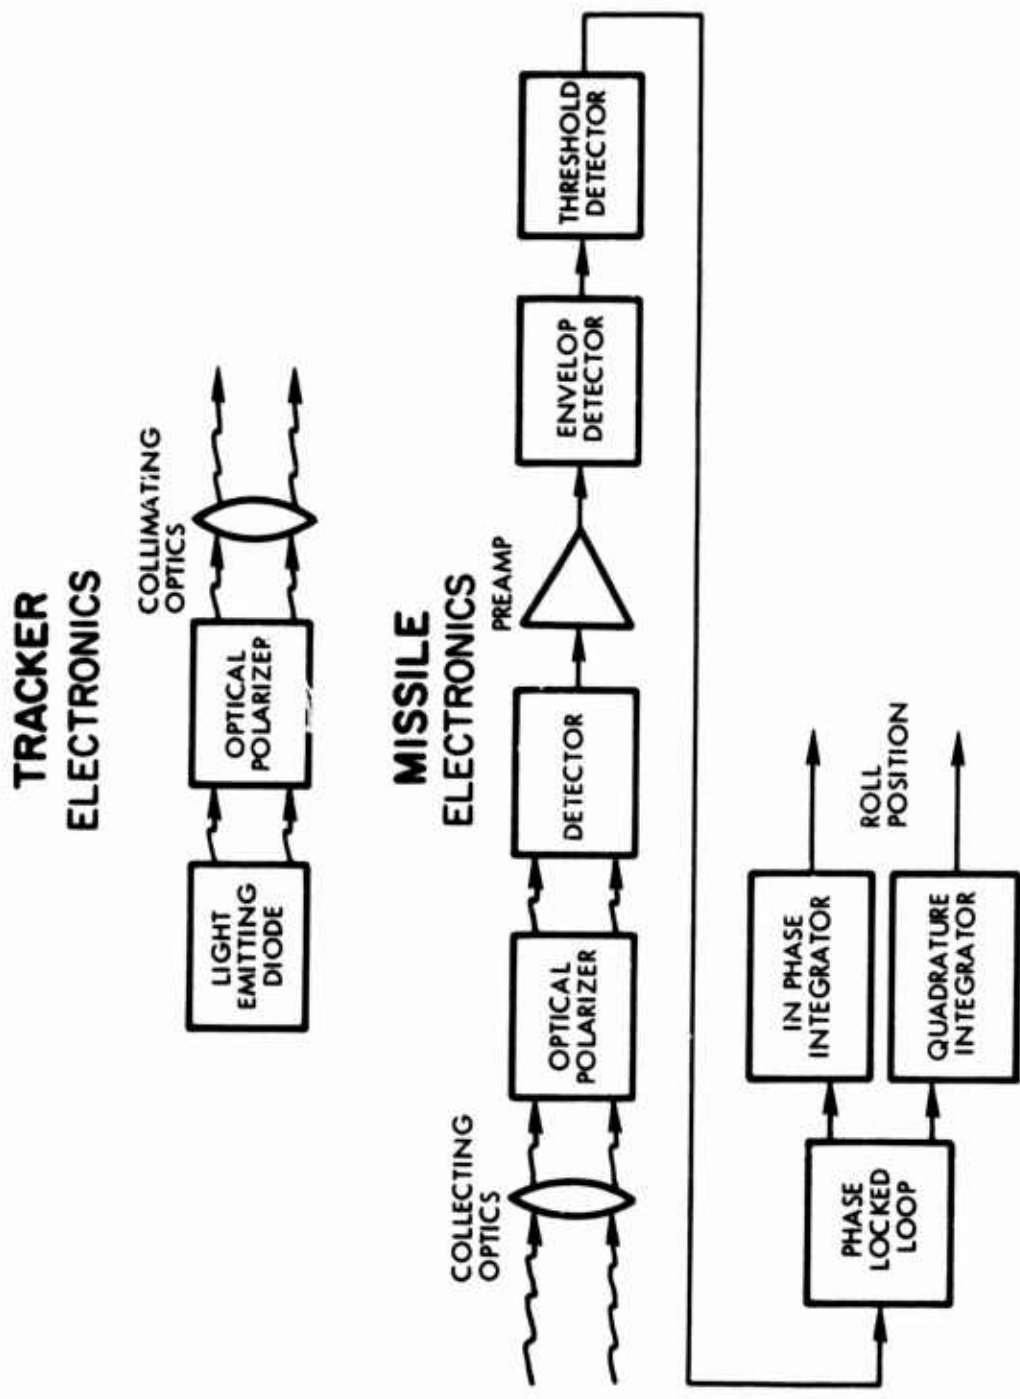 TRACKER
ELECTRONICS
COLLIMATING
OPTICS
LIGHT
EMITTING
DIODE
OPTICAL
POLARIZEP
MISSILE
ELECTRONICS
COLLECTING
OPTICS
OPTICAL
POLARIZER
DETECTOR
PREAMP
ENVELOP
DETECTOR
THRESHOLD
DETECTOR
PHASE
LOCKED
LOOP
IN PHASE
INTEGRATOR
QUADRATURE
INTEGRATOR
ROLL
POSITION